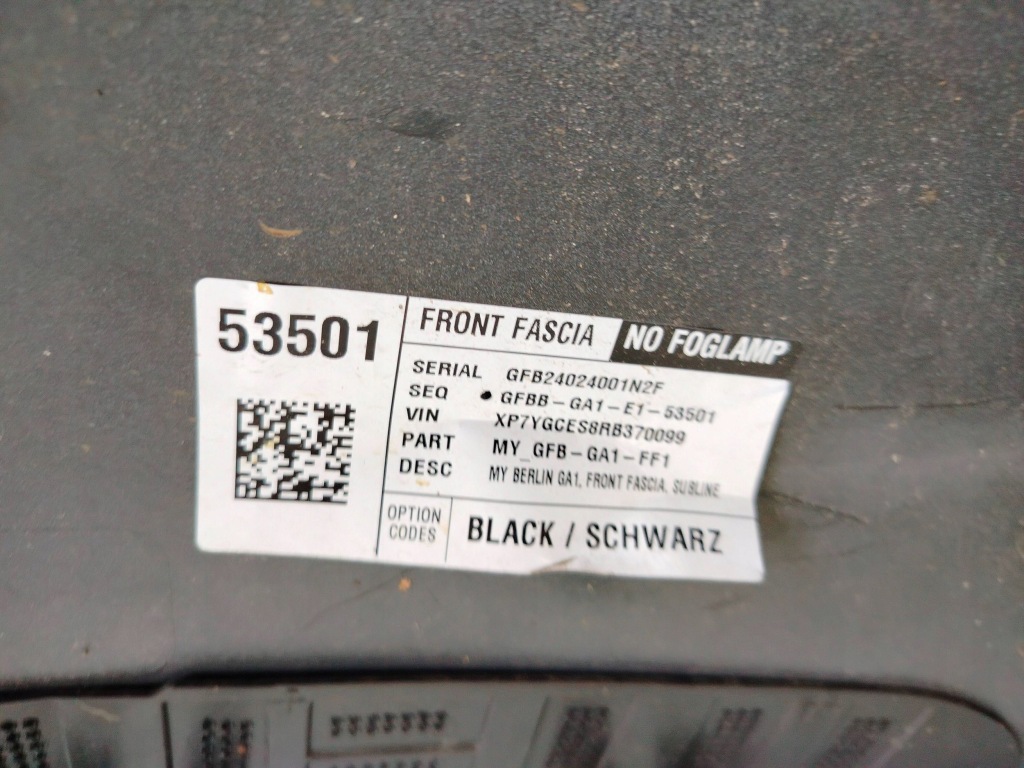 53501
FRONT FASCIA NO FOGLAMP
SERIAL GFB24024001N2F
SEQ • GFBB-GA1-E1-53501
VIN XP7YGCES8RB370099
PART MY_GFB-GA1-FF1
DESC MY BERLIN GA1, FRONT FASCIA, SUBLINE
OPTION
CODES
BLACK / SCHWARZ